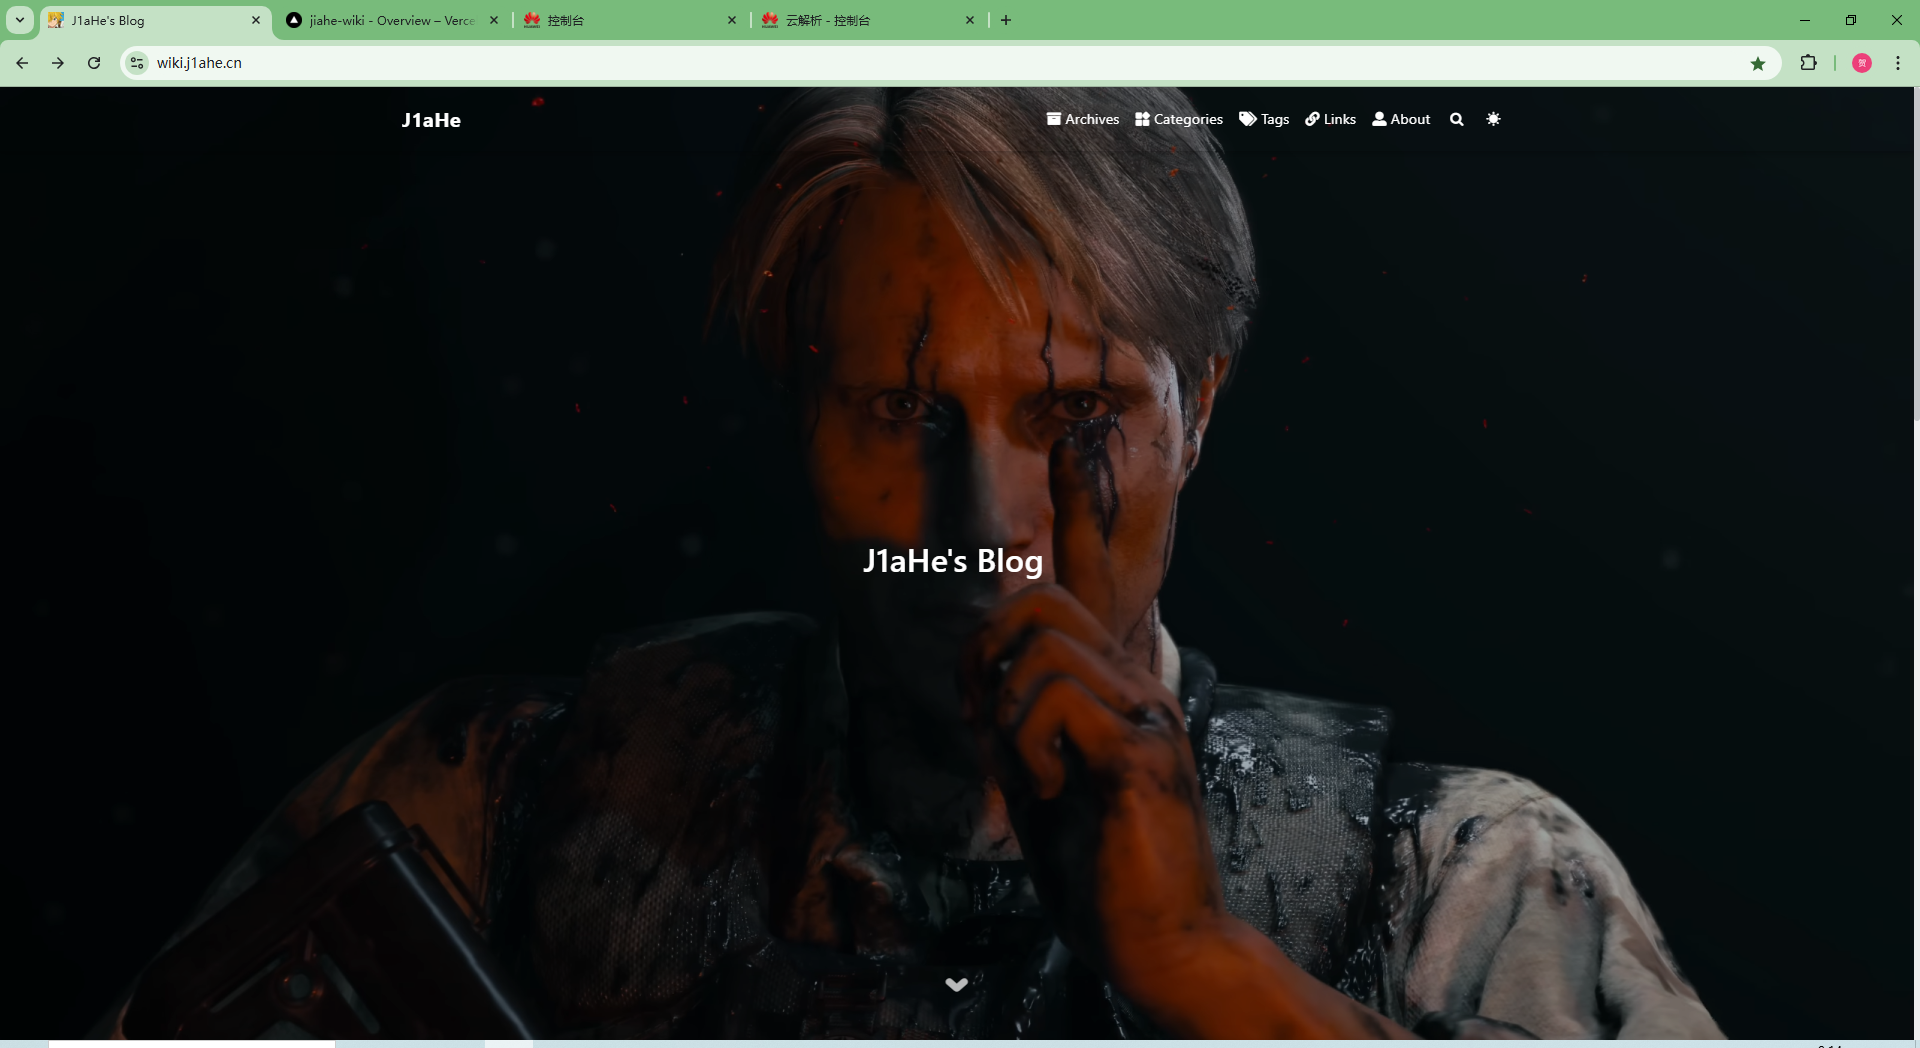 J1aHe's Blog
jiahe-wiki - Overview – Verce
控制台
云解析 - 控制台
wiki.j1ahe.cn
贺
J1aHe
Archives
Categories
Tags
Links
About
J1aHe's Blog